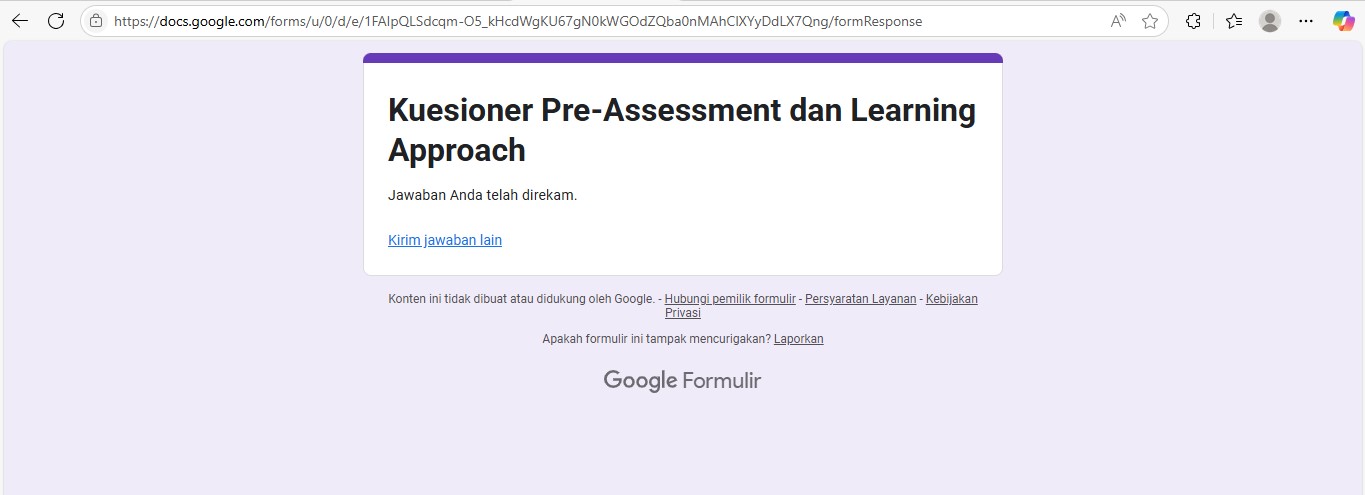 https://docs.google.com/forms/u/0/d/e/1FAIpQLSdcqm-O5_kHcdWgKU67gN0kWGOdZQba0nMAhClXYyDdLX7Qng/formResponse
Kuesioner Pre-Assessment dan Learning
Approach
Jawaban Anda telah direkam.
Kirim jawaban lain
Konten ini tidak dibuat atau didukung oleh Google. - Hubungi pemilik formulir - Persyaratan Layanan - Kebijakan
Privasi
Apakah formulir ini tampak mencurigakan? Laporkan
Google Formulir